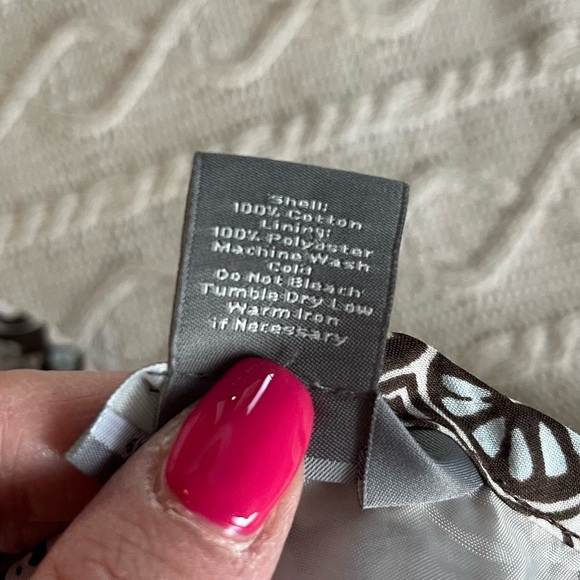 Shell:
100% Cotton
Lining:
100% Polyester
Machine Wash
Cold
Do Not Bleach
Tumble Dry Low
Warm Iron
if Necessary